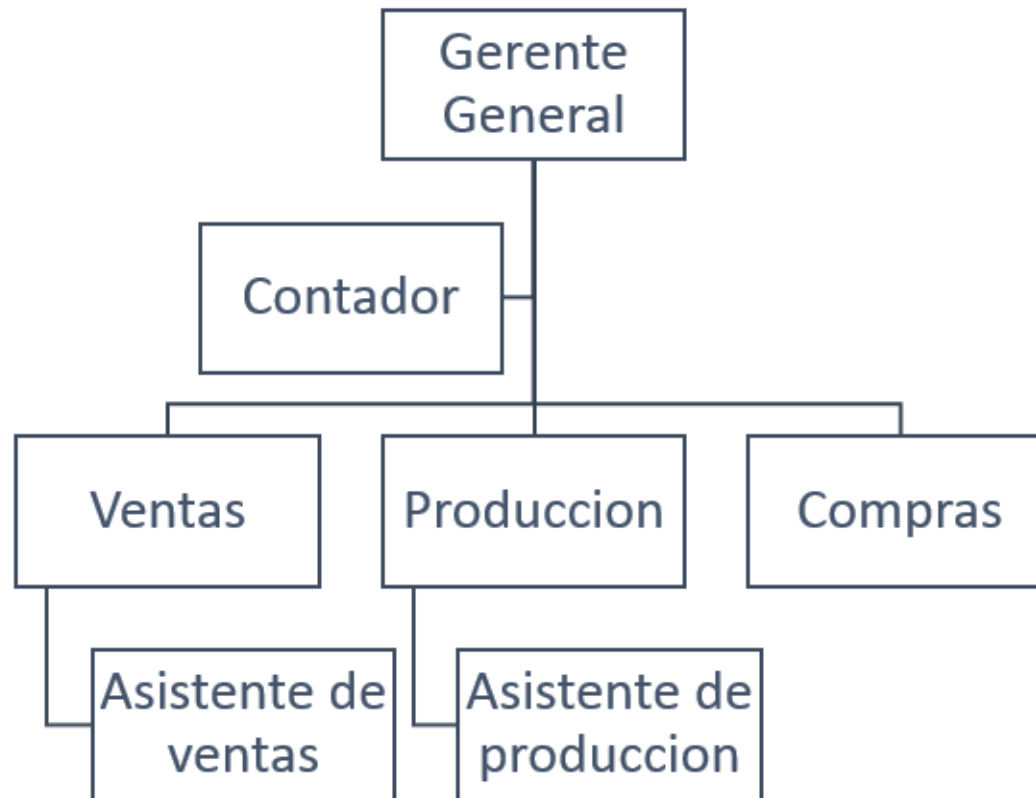 Gerente
General
Contador
Ventas
Produccion
Compras
Asistente de
ventas
Asistente de
produccion